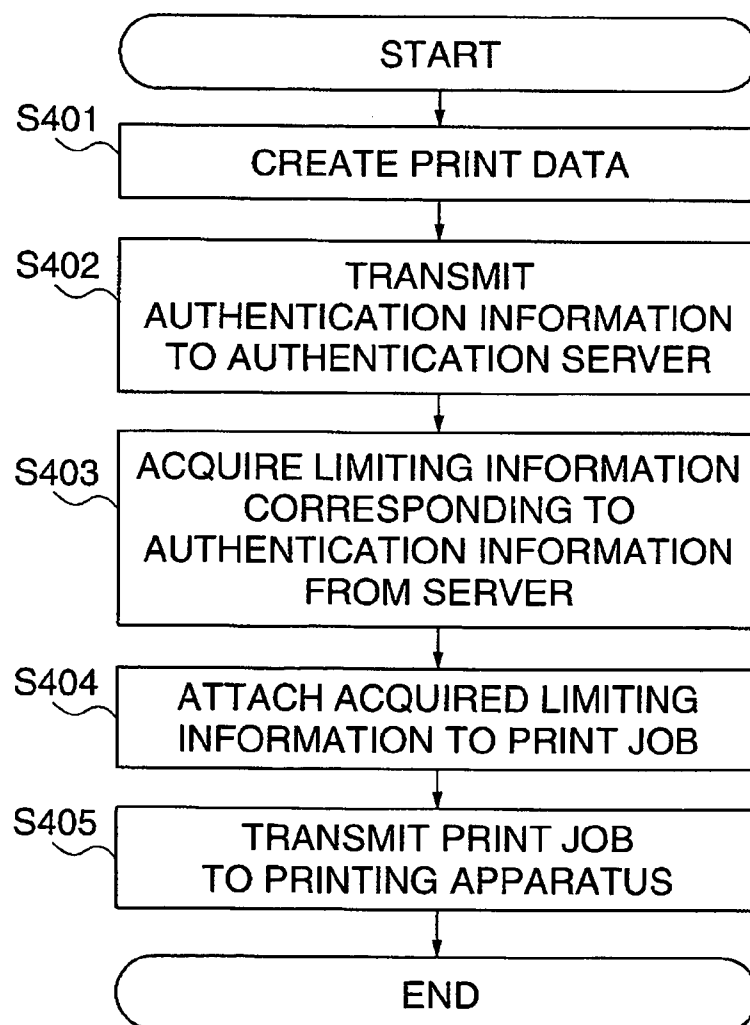 START
S401
CREATE PRINT DATA
S402
TRANSMIT
AUTHENTICATION INFORMATION
TO AUTHENTICATION SERVER
S403
ACQUIRE LIMITING INFORMATION
CORRESPONDING TO
AUTHENTICATION INFORMATION
FROM SERVER
S404
ATTACH ACQUIRED LIMITING
INFORMATION TO PRINT JOB
S405
TRANSMIT PRINT JOB
TO PRINTING APPARATUS
END